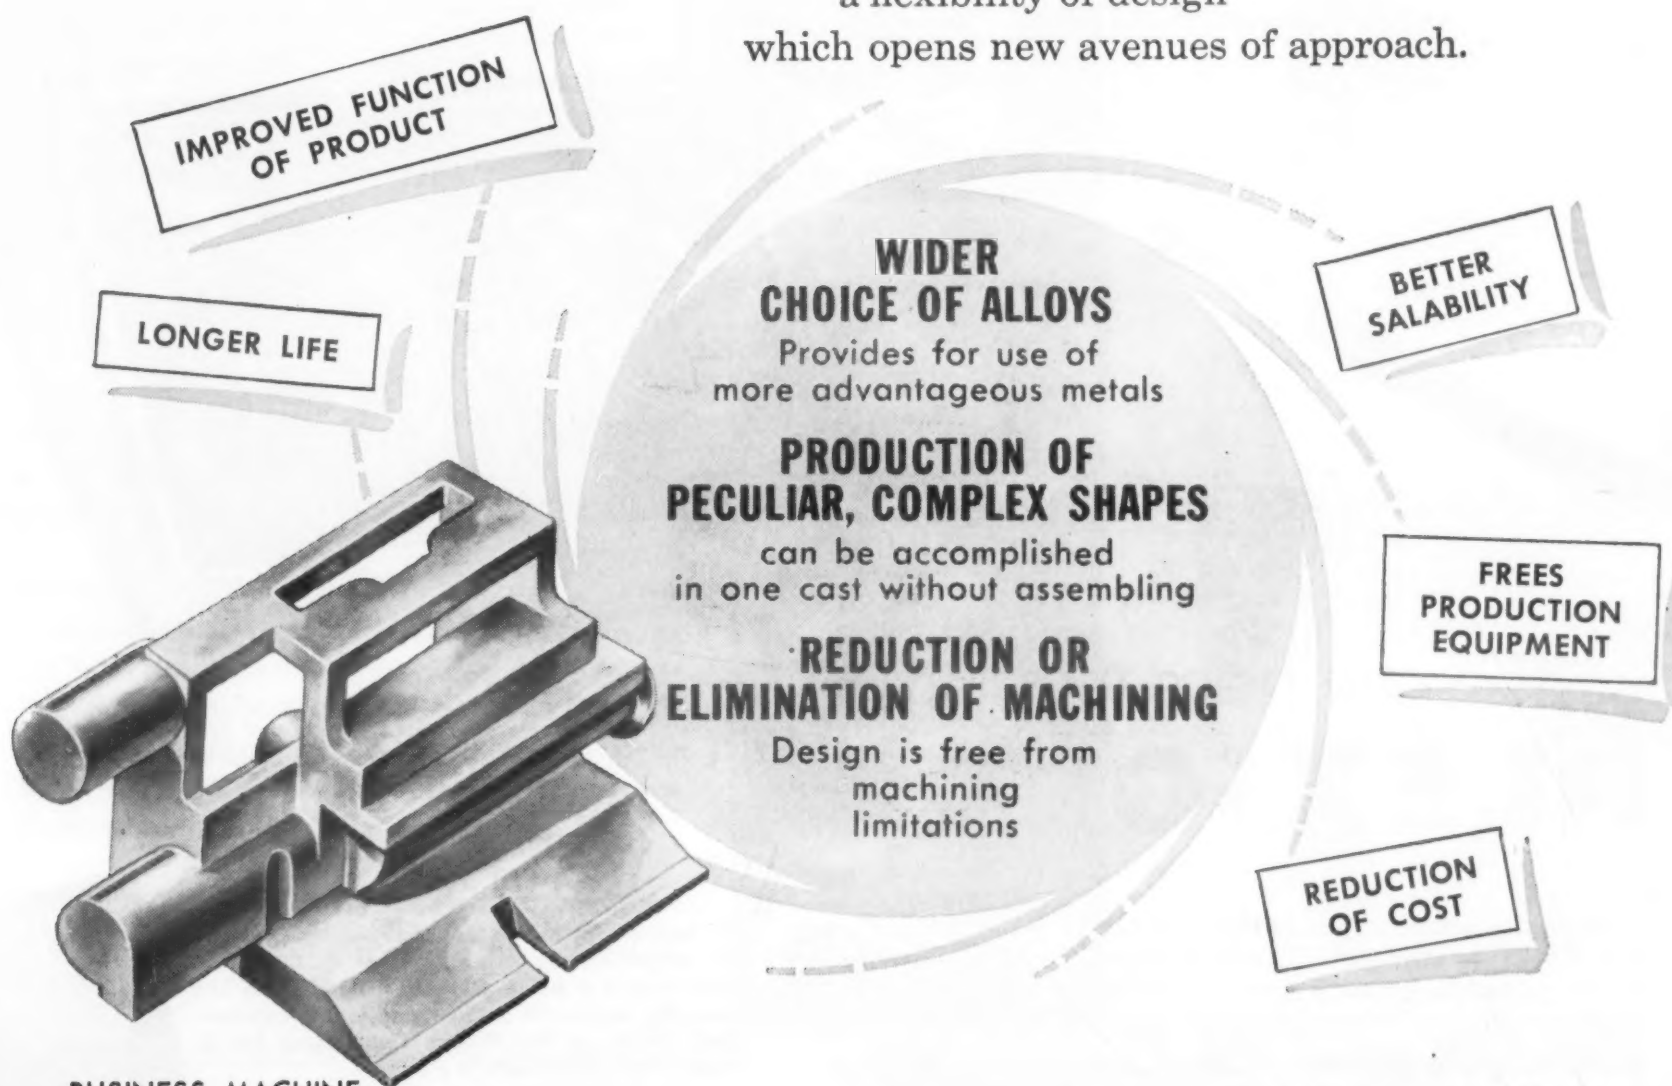 a flexibility of design
which opens new avenues of approach.
IMPROVED FUNCTION
OF PRODUCT
LONGER LIFE
WIDER
CHOICE OF ALLOYS
Provides for use of
more advantageous metals
PRODUCTION OF
PECULIAR, COMPLEX SHAPES
can be accomplished
in one cast without assembling
REDUCTION OR
ELIMINATION OF MACHINING
Design is free from
machining
limitations
BETTER
SALABILITY
FREES
PRODUCTION
EQUIPMENT
REDUCTION
OF COST
BUSINESS MACHINE